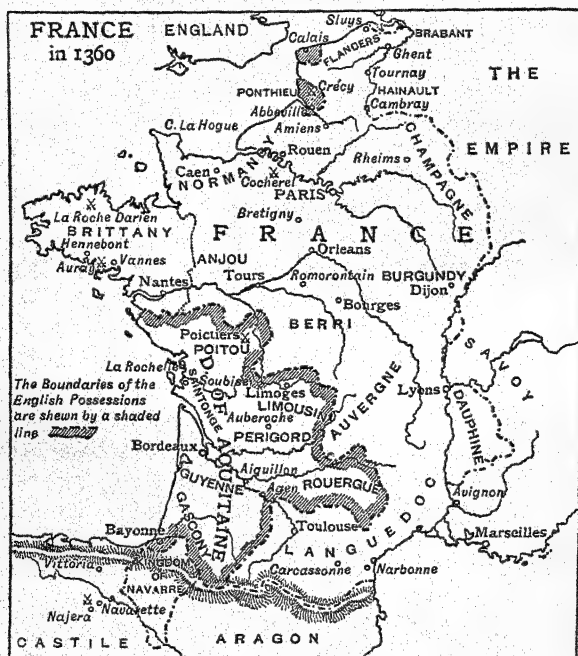 FRANCE
in 1360
ENGLAND
Sluys
BRABANT
Calais
FLANDERS
Ghent
Tournay
THE
PONTHIEU
Crécy
HAINAULT
Abbeville
Cambray
Amiens
EMPIRE
C. La Hogue
Rouen
CHAMPAGNE
Caen
NORMANDY
Rheims
Cocherel
PARIS
La Roche Darien
Bretigny
BRITTANY
FRANCE
Hennebont
Auray
Vannes
ANJOU
Orleans
Nantes
Tours
Romorontain
BURGUNDY
Dijon
Bourges
BERRI
Poictiers
POITOU
SAVOY
La Rochelle
D. OF AQUITAINE
Soubise
SAINTONGE
The Boundaries of the
English Possessions
are shewn by a shaded
line
Limoges
LIMOUSIN
AUVERGNE
Lyons
DAUPHINE
Auberoche
PERIGORD
Bordeaux
Aiguillon
GUYENNE
Agen
ROUERGUE
Avignon
GASCONY
Toulouse
LANGUEDOC
Bayonne
Marseilles
Vittoria
KINGDOM
OF
NAVARRE
Carcassonne
Narbonne
Najera
Navarette
CASTILE
ARAGON